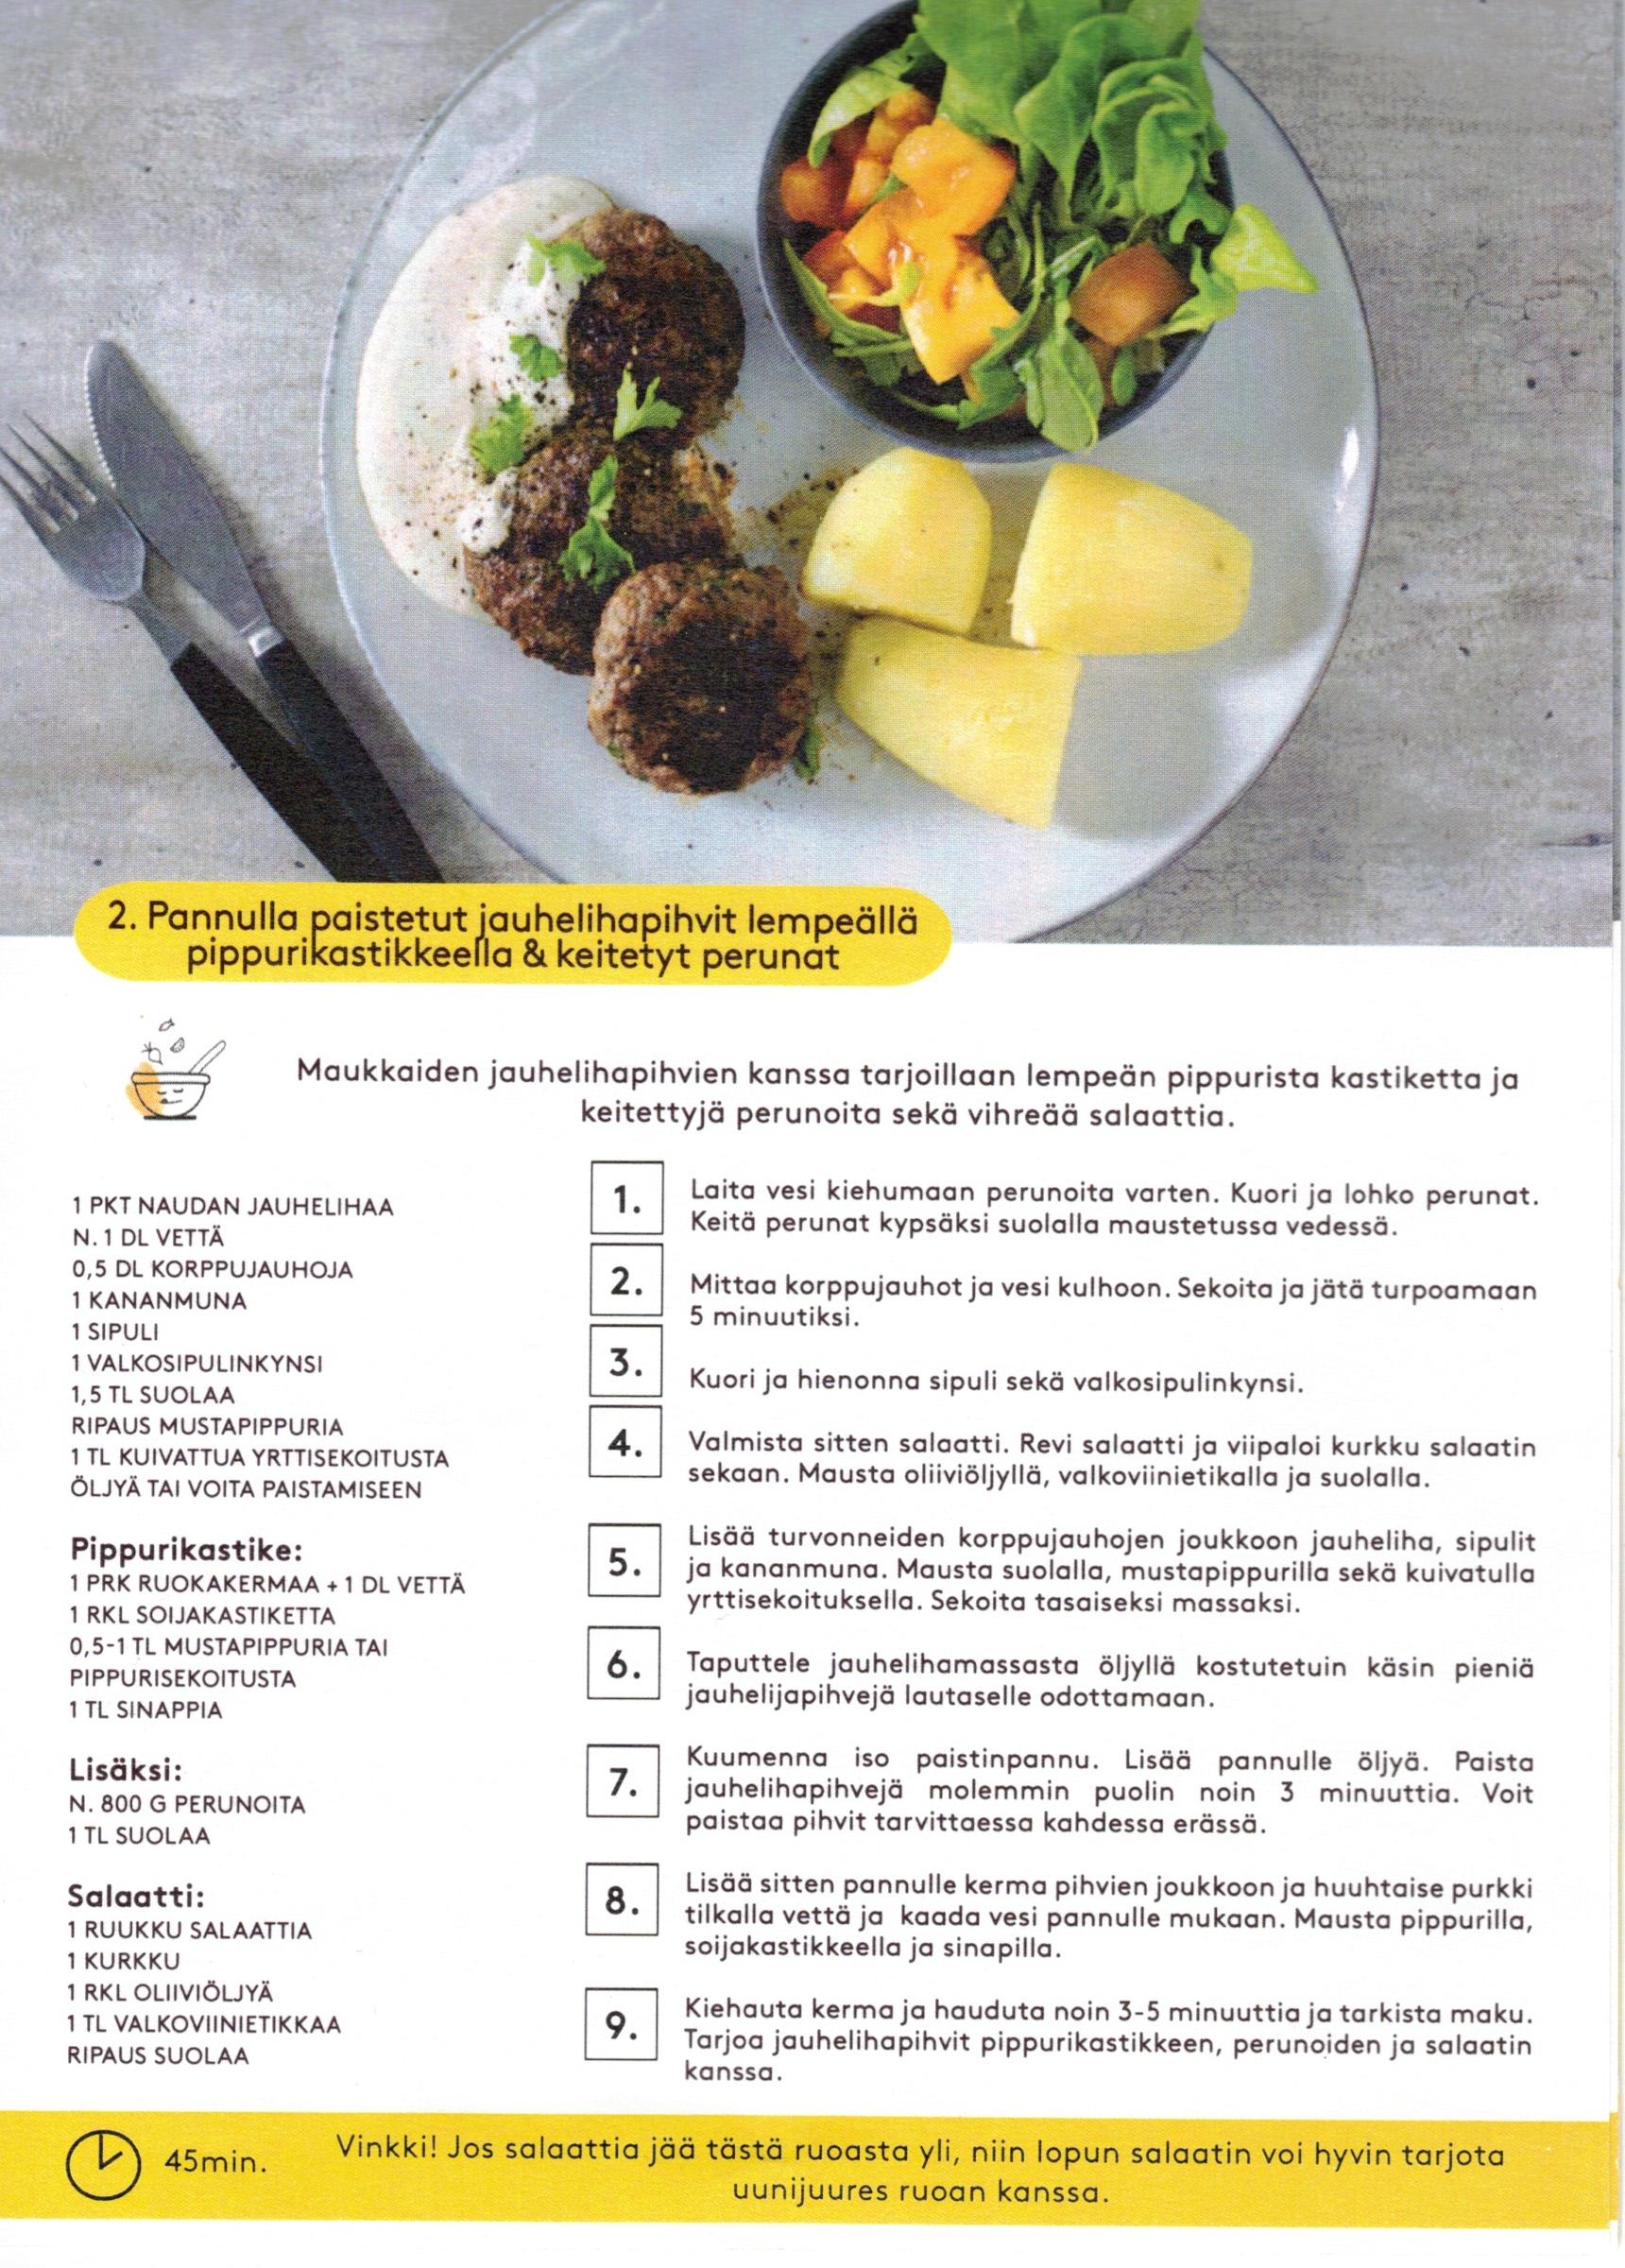 2. Pannulla paistetut jauhelihapihvit lempeällä
pippurikastikkeella & keitetyt perunat
Maukkaiden jauhelihapihvien kanssa tarjoillaan lempeän pippurista kastiketta ja
keitettyjä perunoita sekä vihreää salaattia.
1 PKT NAUDAN JAUHELIHAA
N. 1 DL VETTÄ
0,5 DL KORPPUJAUHOJA
1 KANANMUNA
1 SIPULI
1 VALKOSIPULINKYNSI
1,5 TL SUOLAA
RIPAUS MUSTAPIPPURIA
1 TL KUIVATTUA YRTTISEKOITUSTA
ÖLJYÄ TAI VOITA PAISTAMISEEN
Pippurikastike:
1 PRK RUOKAKERMAA + 1 DL VETTÄ
1 RKL SOIJAKASTIKETTA
0,5-1 TL MUSTAPIPPURIA TAI
PIPPURISEKOITUSTA
1 TL SINAPPIA
Lisäksi:
N. 800 G PERUNOITA
1 TL SUOLAA
Salaatti:
1 RUUKKU SALAATTIA
1 KURKKU
1 RKL OLIIVIÖLJYÄ
1 TL VALKOVIINIETIKKAA
RIPAUS SUOLAA
1. Laita vesi kiehumaan perunoita varten. Kuori ja lohko perunat.
Keitä perunat kypsäksi suolalla maustetussa vedessä.
2. Mittaa korppujauhot ja vesi kulhoon. Sekoita ja jätä turpoamaan
5 minuutiksi.
3. Kuori ja hienonna sipuli sekä valkosipulinkynsi.
4. Valmista sitten salaatti. Revi salaatti ja viipaloi kurkku salaatin
sekaan. Mausta oliiviöljyllä, valkoviinietikalla ja suolalla.
5. Lisää turvonneiden korppujauhojen joukkoon jauheliha, sipulit
ja kananmuna. Mausta suolalla, mustapippurilla sekä kuivatulla
yrttisekoituksella. Sekoita tasaiseksi massaksi.
6. Taputtele jauhelihamassasta öljyllä kostutetuin käsin pieniä
jauhelijapihvejä lautaselle odottamaan.
7. Kuumenna iso paistinpannu. Lisää pannulle öljyä. Paista
jauhelihapihvejä molemmin puolin noin 3 minuuttia. Voit
paistaa pihvit tarvittaessa kahdessa erässä.
8. Lisää sitten pannulle kerma pihvien joukkoon ja huuhtaise purkki
tilkalla vettä ja kaada vesi pannulle mukaan. Mausta pippurilla,
soijakastikkeella ja sinapilla.
9. Kiehauta kerma ja hauduta noin 3-5 minuuttia ja tarkista maku.
Tarjoa jauhelihapihvit pippurikastikkeen, perunoiden ja salaatin
kanssa.
45min.
Vinkki! Jos salaattia jää tästä ruoasta yli, niin lopun salaatin voi hyvin tarjota
uunijuures ruoan kanssa.